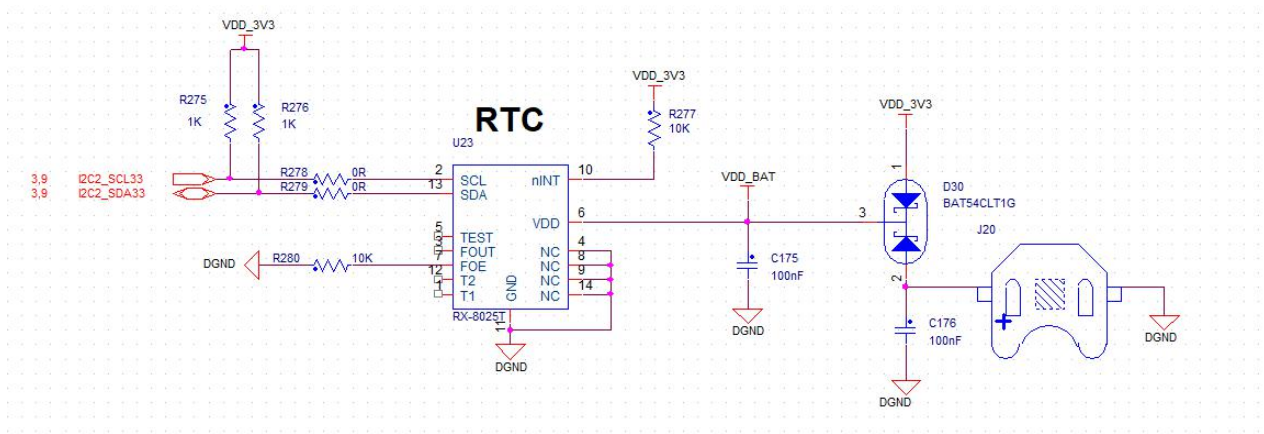 VDD_3V3
R275
1K
R276
1K
RTC
U23
VDD_3V3
R277
10K
3,9 I2C2_SCL33
3,9 I2C2_SDA33
R278 0R
R279 0R
2 SCL
13 SDA
nINT 10
VDD 6
5 TEST
FOUT
7 FOE
12 T2
1 T1
GND
11
NC 4
NC 8
NC 9
NC 14
RX-8025T
DGND R280 10K
DGND
VDD_BAT
C175
100nF
DGND
VDD_3V3
1
D30
BAT54CLT1G
3
2
J20
+
C176
100nF
DGND
DGND